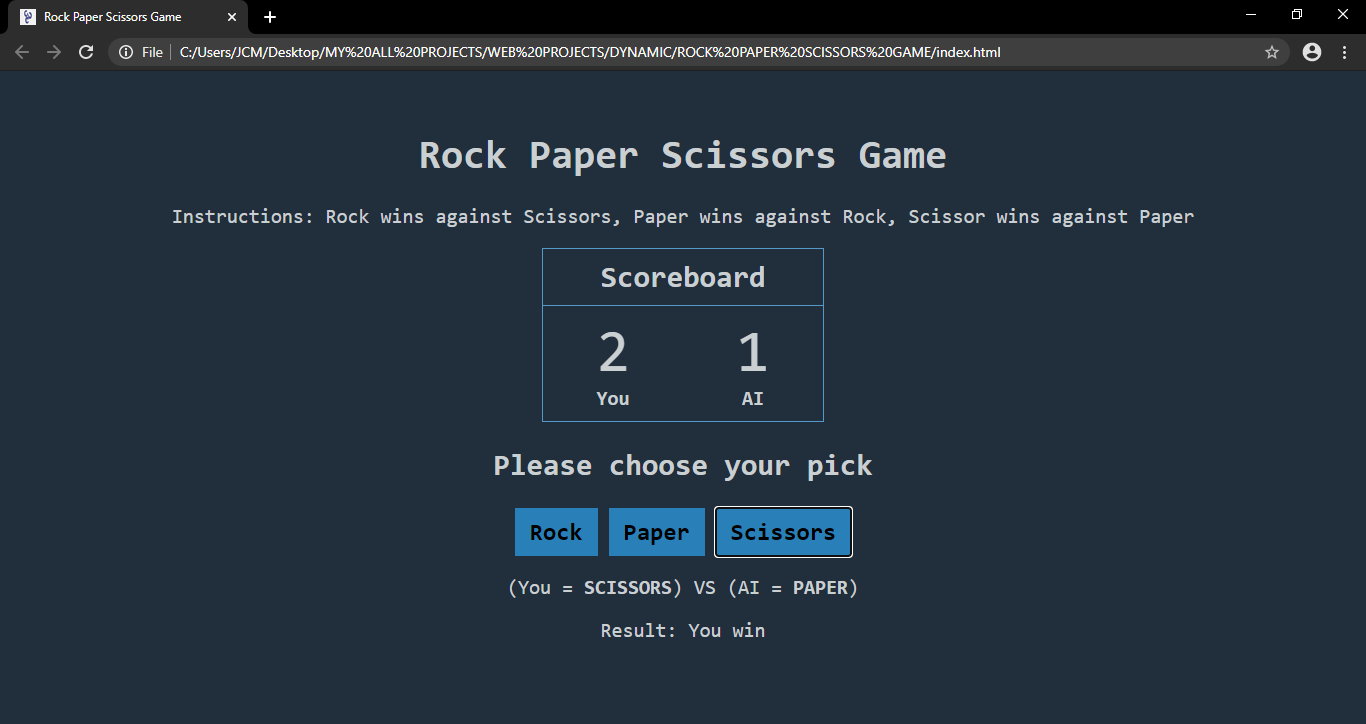 Rock Paper Scissors Game
File C:/Users/JCM/Desktop/MY%20ALL%20PROJECTS/WEB%20PROJECTS/DYNAMIC/ROCK%20PAPER%20SCISSORS%20GAME/index.html
Rock Paper Scissors Game
Instructions: Rock wins against Scissors, Paper wins against Rock, Scissor wins against Paper
Scoreboard
2 1
You AI
Please choose your pick
Rock Paper Scissors
(You = SCISSORS) VS (AI = PAPER)
Result: You win